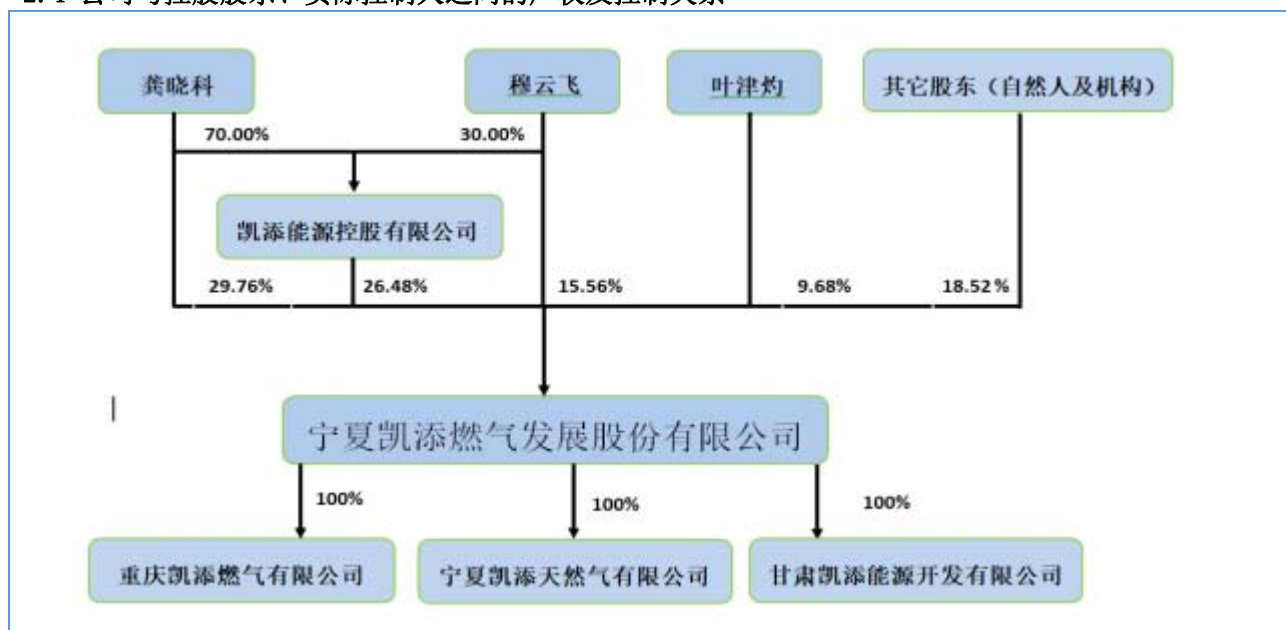 龚晓科
穆云飞
叶津灼
其它股东（自然人及机构）
70.00%
30.00%
凯添能源控股有限公司
29.76%
26.48%
15.56%
9.68%
18.52%
宁夏凯添燃气发展股份有限公司
100%
100%
100%
重庆凯添燃气有限公司
宁夏凯添天然气有限公司
甘肃凯添能源开发有限公司